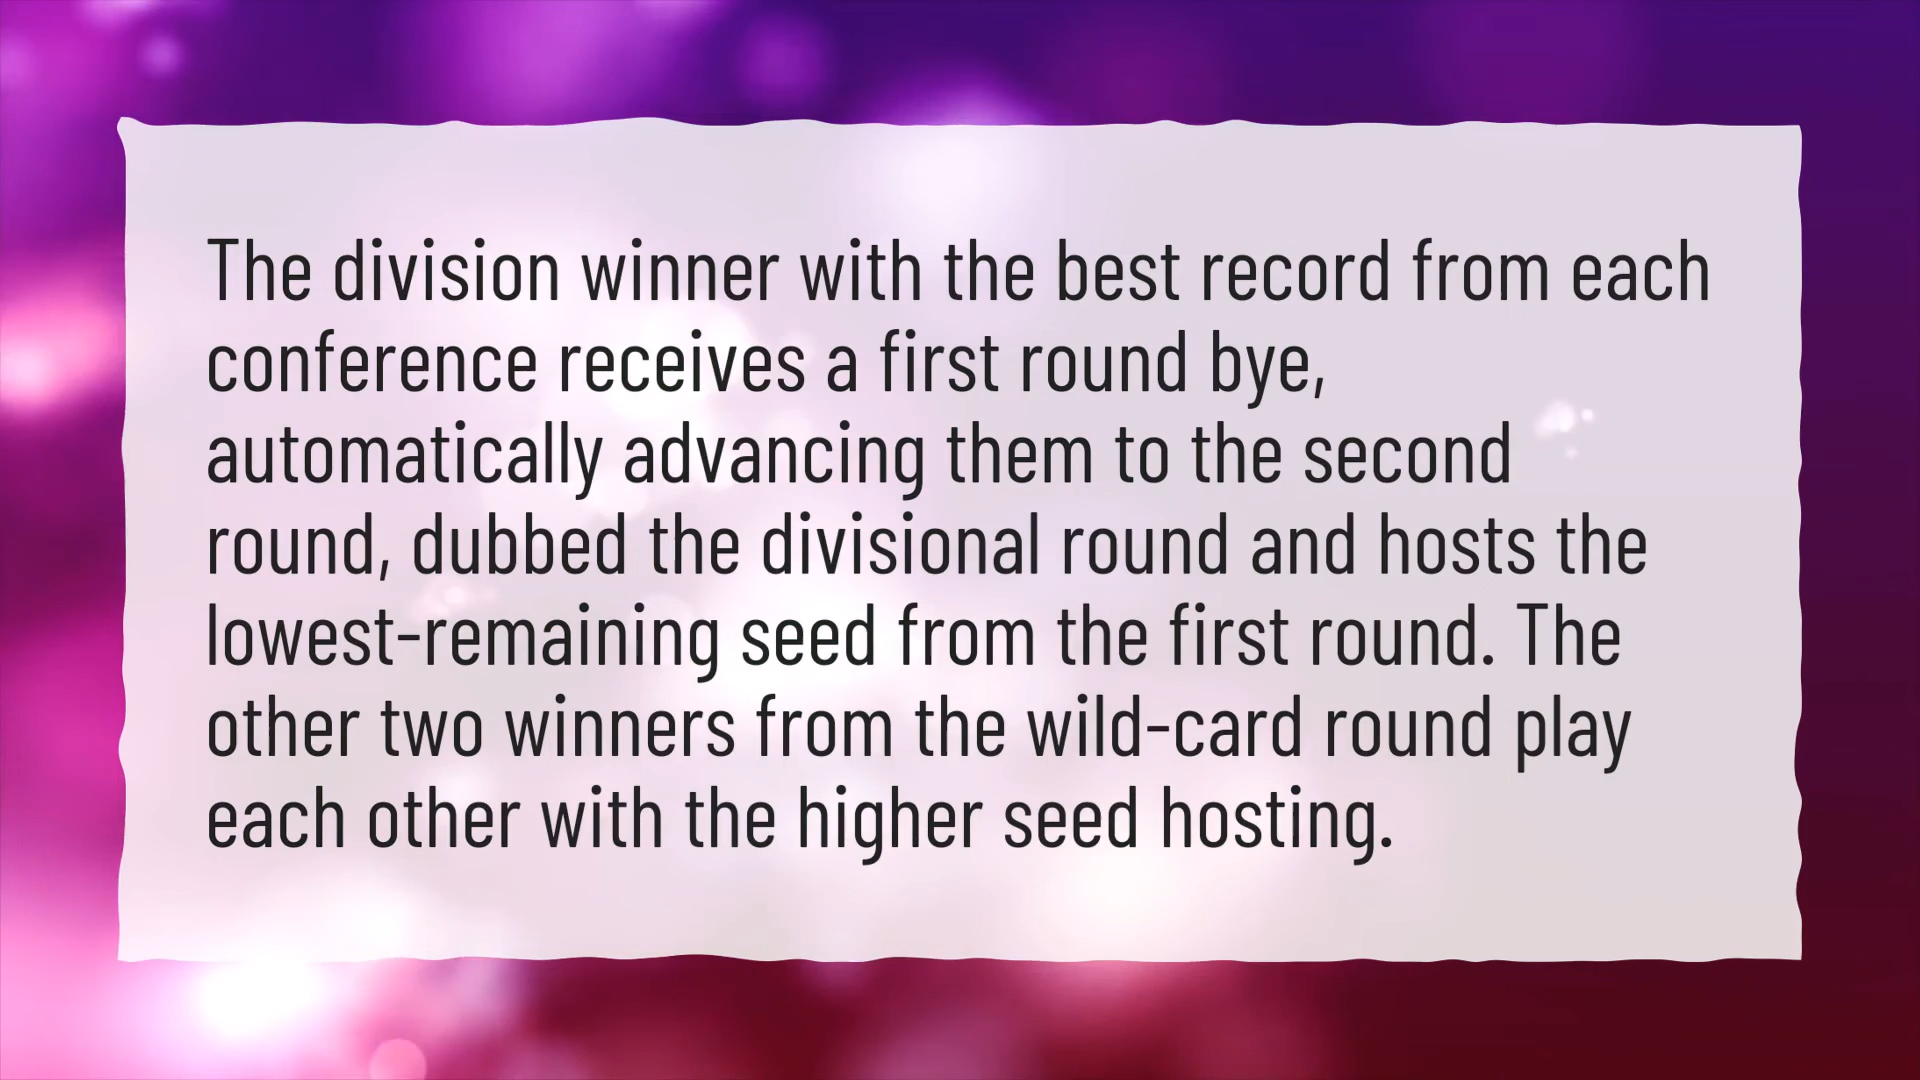 The division winner with the best record from each
conference receives a first round bye,
automatically advancing them to the second
round, dubbed the divisional round and hosts the
lowest-remaining seed from the first round. The
other two winners from the wild-card round play
each other with the higher seed hosting.